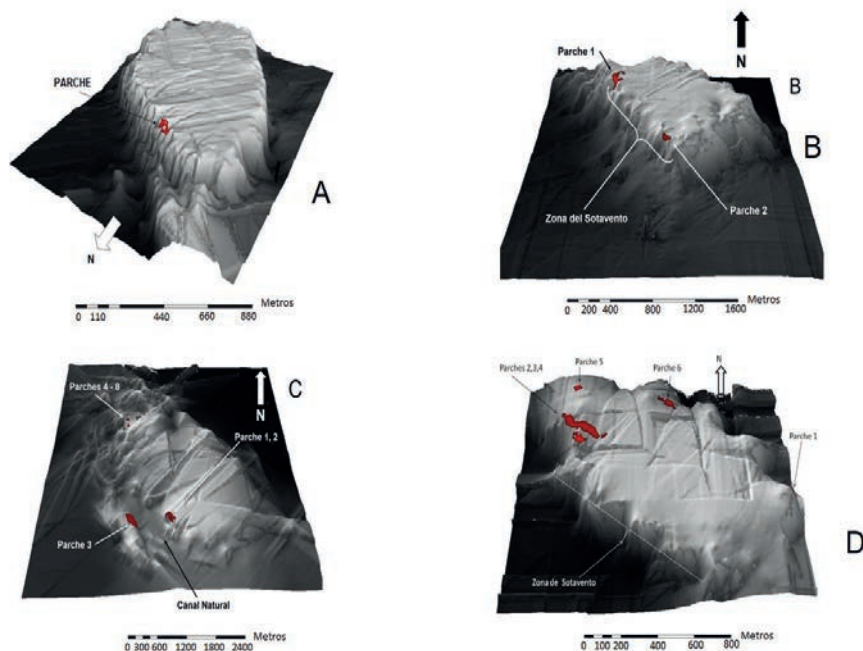 PARCHE
N
A
Metros
0 110 440 660 880
Parche 1
N
B
B
Zona del Sotavento
Parche 2
Metros
0 200 400 800 1200 1600
Parches 4 - 8
C
N
Parche 1, 2
Parche 3
Canal Natural
Metros
0 300 600 1200 1800 2400
Parche 5
N
Parches 2,3,4
Parche 6
Parche 1
D
Zona de Sotavento
Metros
0 100 200 400 600 800